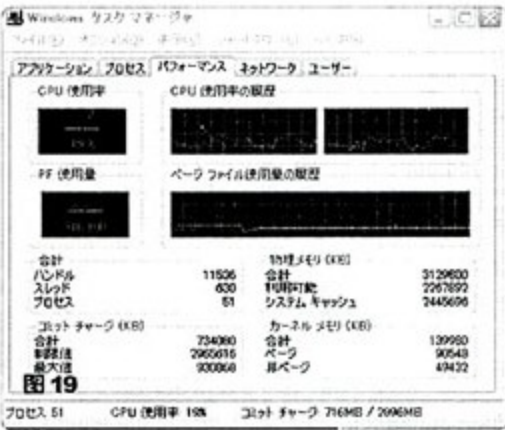 Windows タスク マネージャ
アプリケーション プロセス パフォーマンス ネットワーク ユーザー
CPU 使用率
CPU 使用率の履歴
PF 使用量
ページ ファイル使用量の履歴
合計
ハンドル 11536
スレッド 630
プロセス 51
物理メモリ (KB)
合計 3129600
利用可能 2267892
システム キャッシュ 2445696
コミット チャージ (KB)
合計 734080
制限値 2965616
最大値 930868
カーネル メモリ (KB)
合計 139980
ページ 90548
非ページ 49432
图 19
プロセス 51 CPU 使用率 19% コミット チャージ 716MB / 2896MB